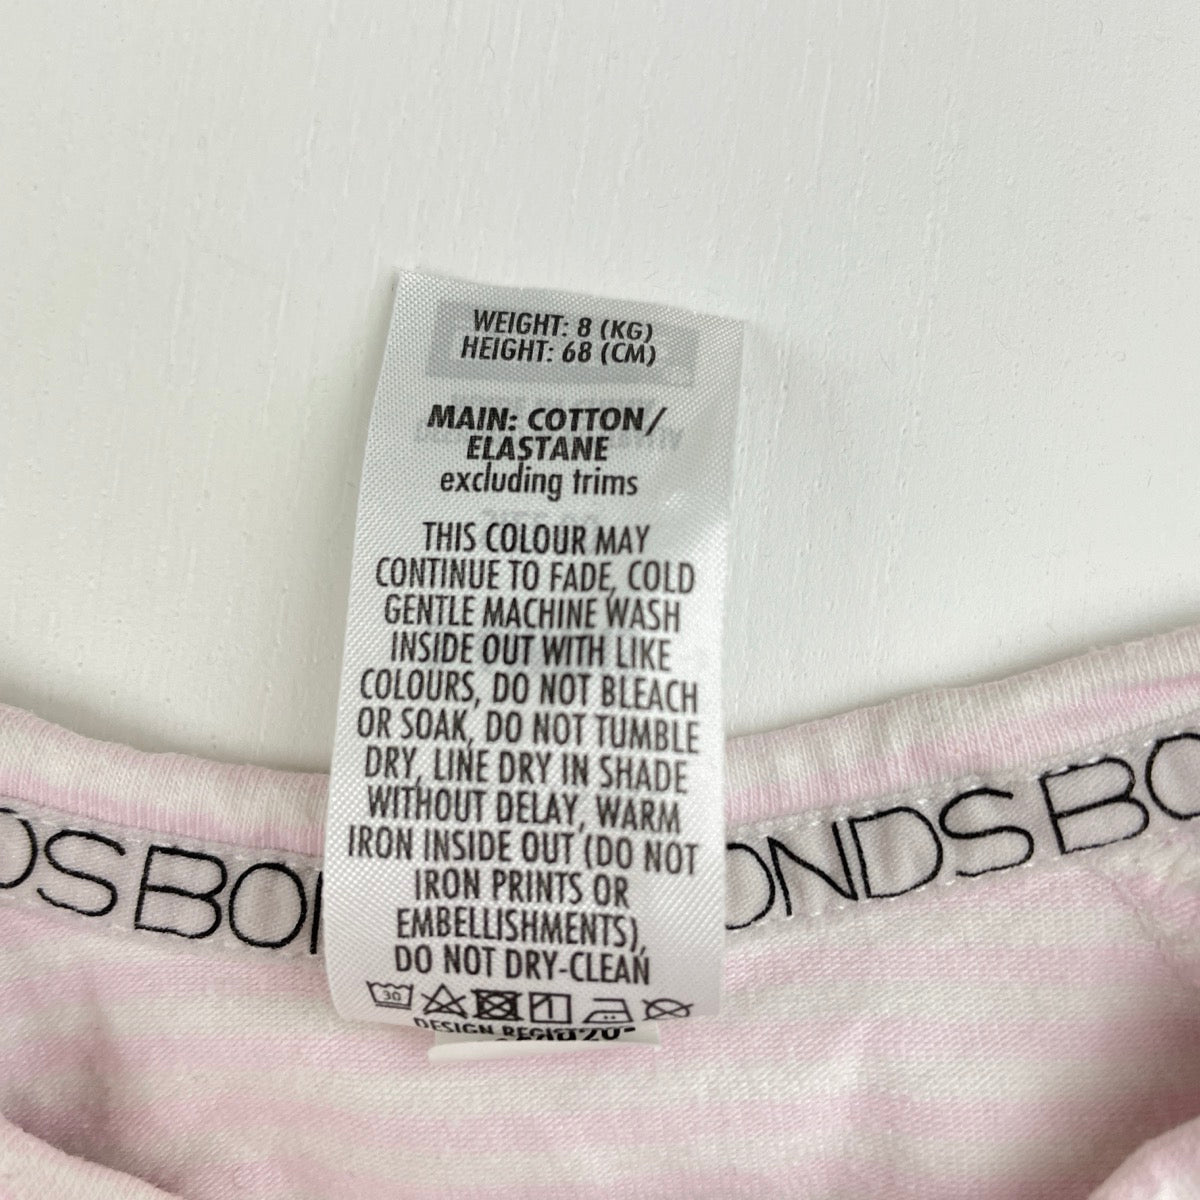 WEIGHT: 8 (KG)
HEIGHT: 68 (CM)
MAIN: COTTON/
ELASTANE
excluding trims
THIS COLOUR MAY
CONTINUE TO FADE, COLD
GENTLE MACHINE WASH
INSIDE OUT WITH LIKE
COLOURS, DO NOT BLEACH
OR SOAK, DO NOT TUMBLE
DRY, LINE DRY IN SHADE
WITHOUT DELAY, WARM
IRON INSIDE OUT (DO NOT
IRON PRINTS OR
EMBELLISHMENTS),
DO NOT DRY-CLEAN
30
DESIGN
DS BON
ONDS BO